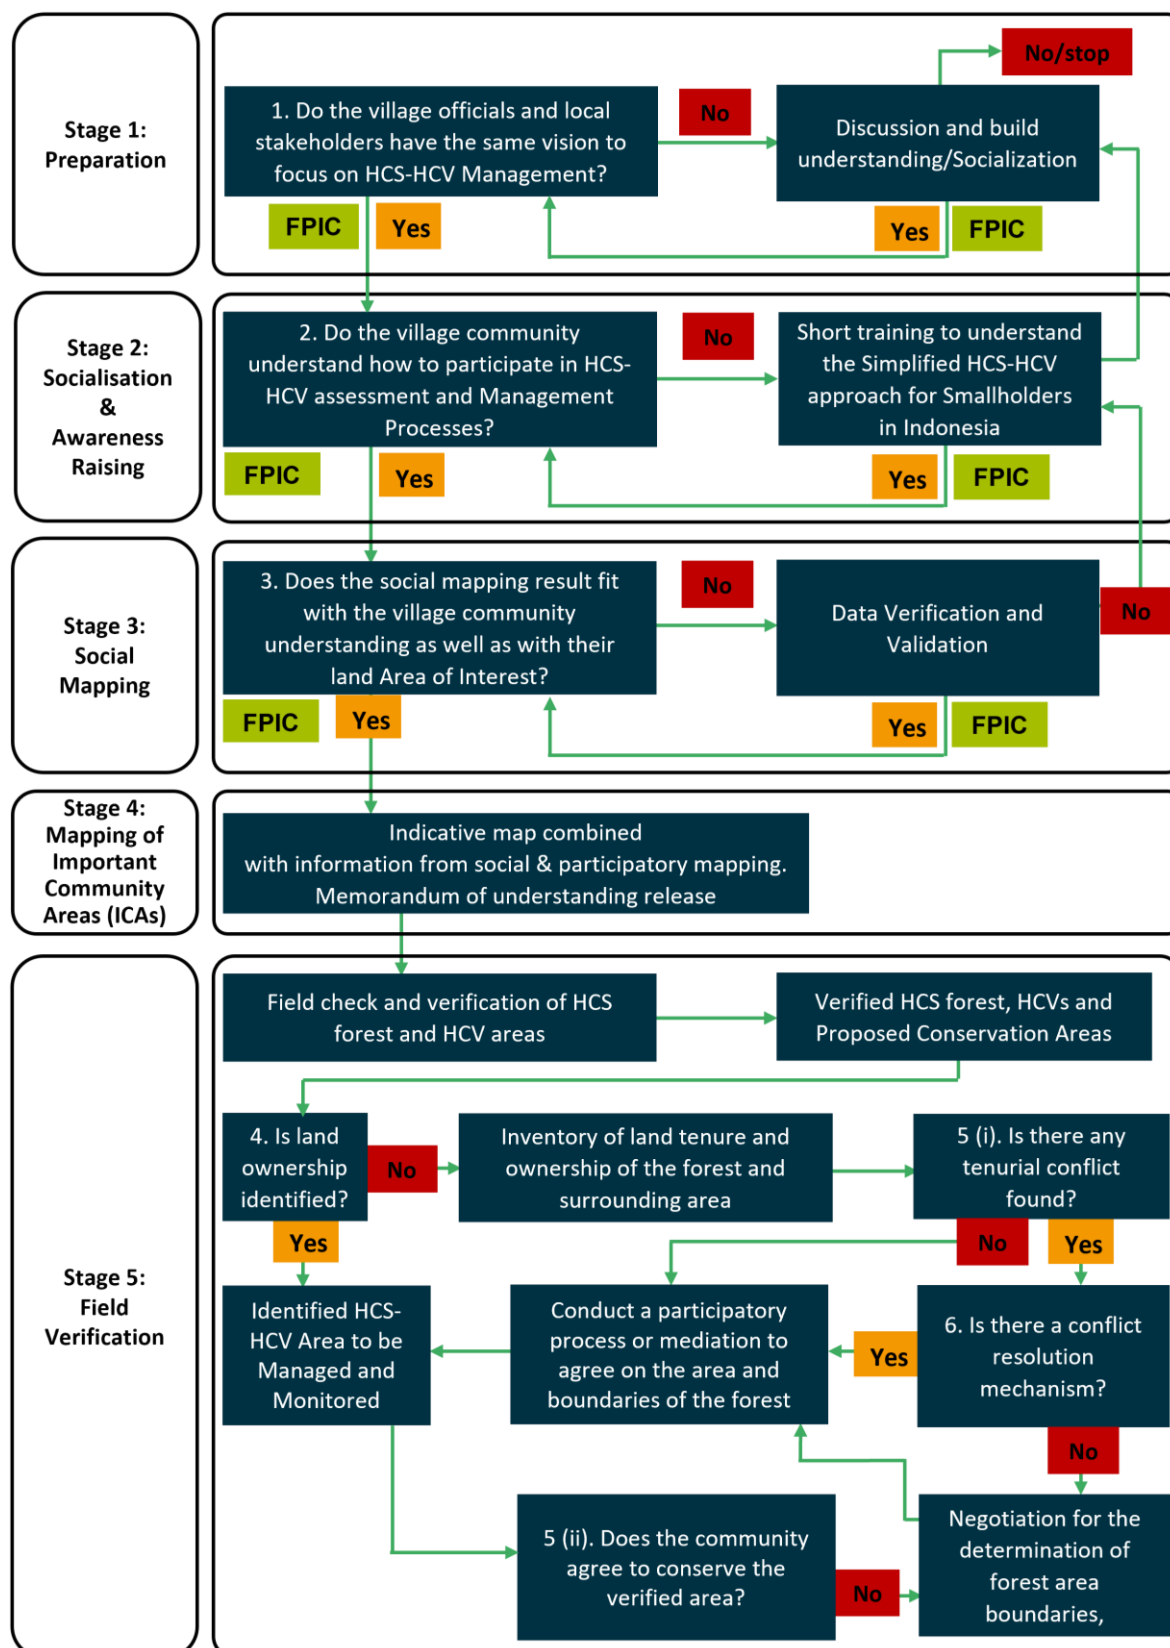 Stage 1:
Preparation
1. Do the village officials and local
stakeholders have the same vision to
focus on HCS-HCV Management?
No
Discussion and build
understanding/Socialization
No/stop
FPIC
Yes
Yes
FPIC
Stage 2:
Socialisation
&
Awareness
Raising
2. Do the village community
understand how to participate in HCS-
HCV assessment and Management
Processes?
No
Short training to understand
the Simplified HCS-HCV
approach for Smallholders
in Indonesia
FPIC
Yes
Yes
FPIC
Stage 3:
Social
Mapping
3. Does the social mapping result fit
with the village community
understanding as well as with their
land Area of Interest?
No
Data Verification and
Validation
No
FPIC
Yes
Yes
FPIC
Stage 4:
Mapping of
Important
Community
Areas (ICAs)
Indicative map combined
with information from social & participatory mapping.
Memorandum of understanding release
Stage 5:
Field
Verification
Field check and verification of HCS
forest and HCV areas
Verified HCS forest, HCVs and
Proposed Conservation Areas
4. Is land
ownership
identified?
No
Inventory of land tenure and
ownership of the forest and
surrounding area
5 (i). Is there any
tenurial conflict
found?
Yes
No
Yes
Identified HCS-
HCV Area to be
Managed and
Monitored
Conduct a participatory
process or mediation to
agree on the area and
boundaries of the forest
Yes
6. Is there a conflict
resolution
mechanism?
No
5 (ii). Does the community
agree to conserve the
verified area?
No
Negotiation for the
determination of
forest area
boundaries,